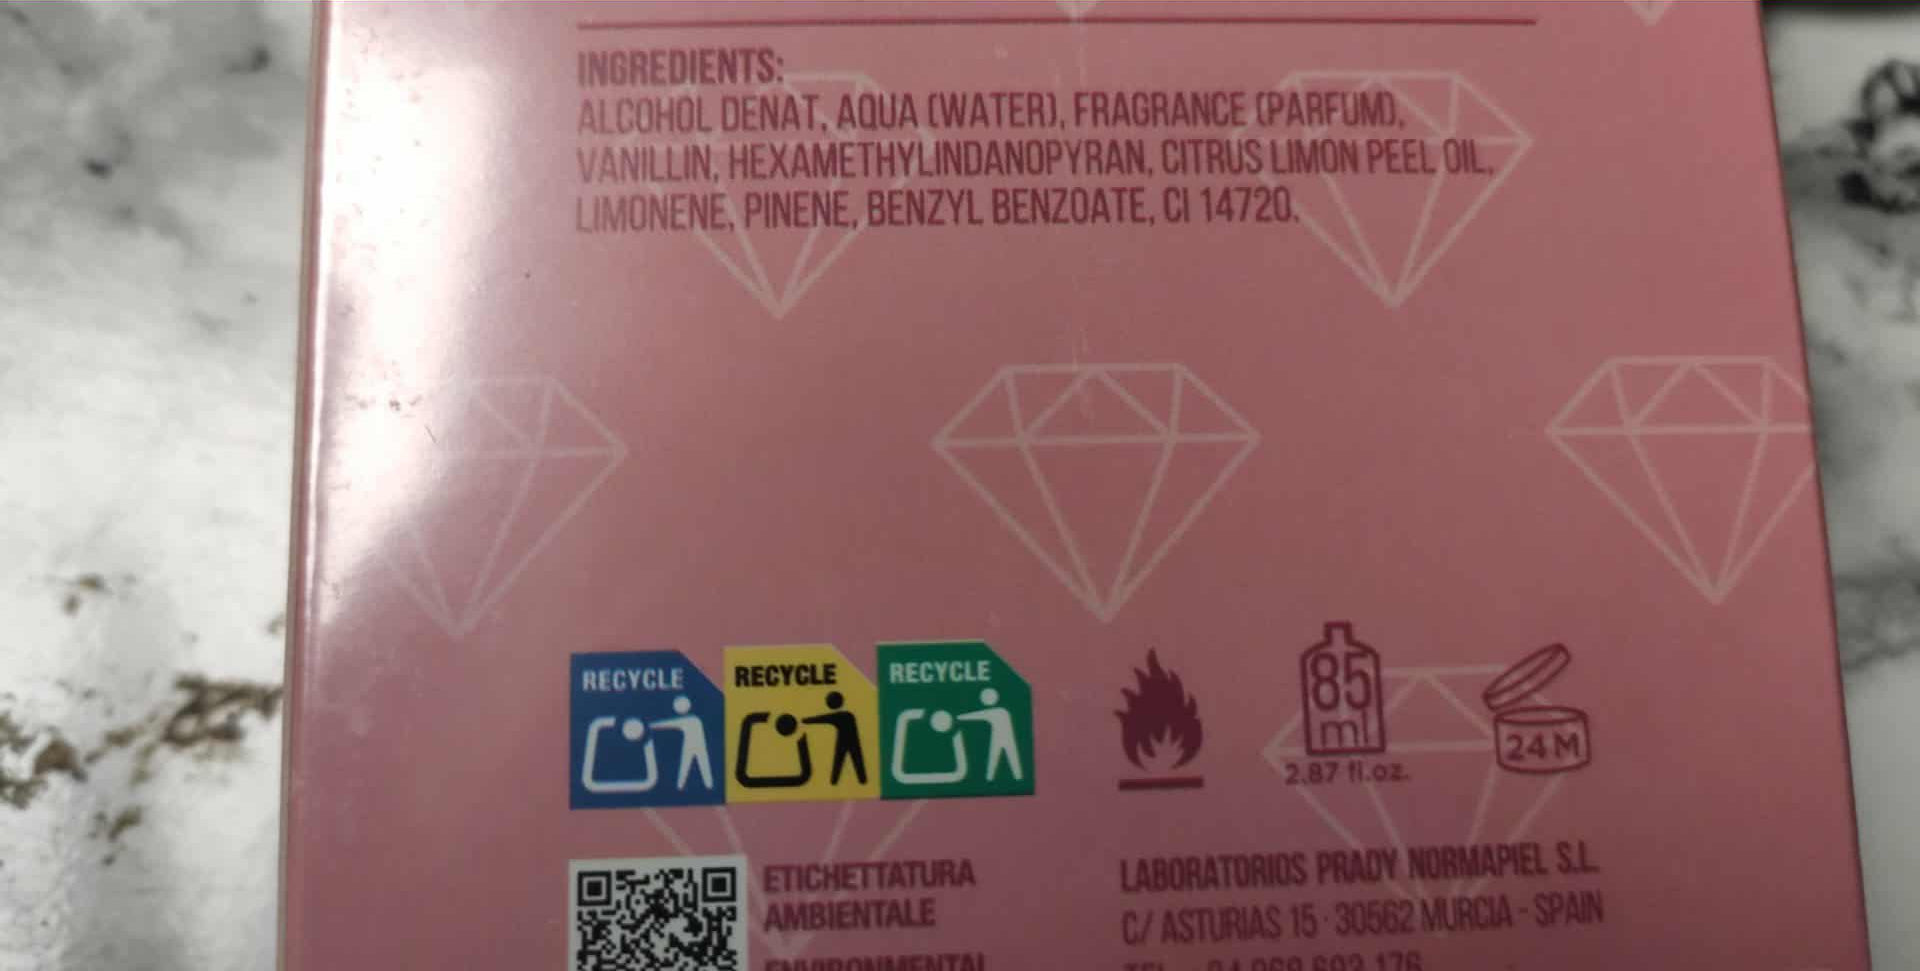 INGREDIENTS:
ALCOHOL DENAT, AQUA (WATER), FRAGRANCE (PARFUM),
VANILLIN, HEXAMETHYLINDANOPYRAN, CITRUS LIMON PEEL OIL,
LIMONENE, PINENE, BENZYL BENZOATE, CI 14720.
RECYCLE
RECYCLE
RECYCLE
85
ml
2.87 fl.oz.
24 M
ETICHETTATURA
AMBIENTALE
ENVIRONMENTAL
LABORATORIOS PRADY NORMAPIEL S.L.
C/ ASTURIAS 15 · 30562 MURCIA - SPAIN